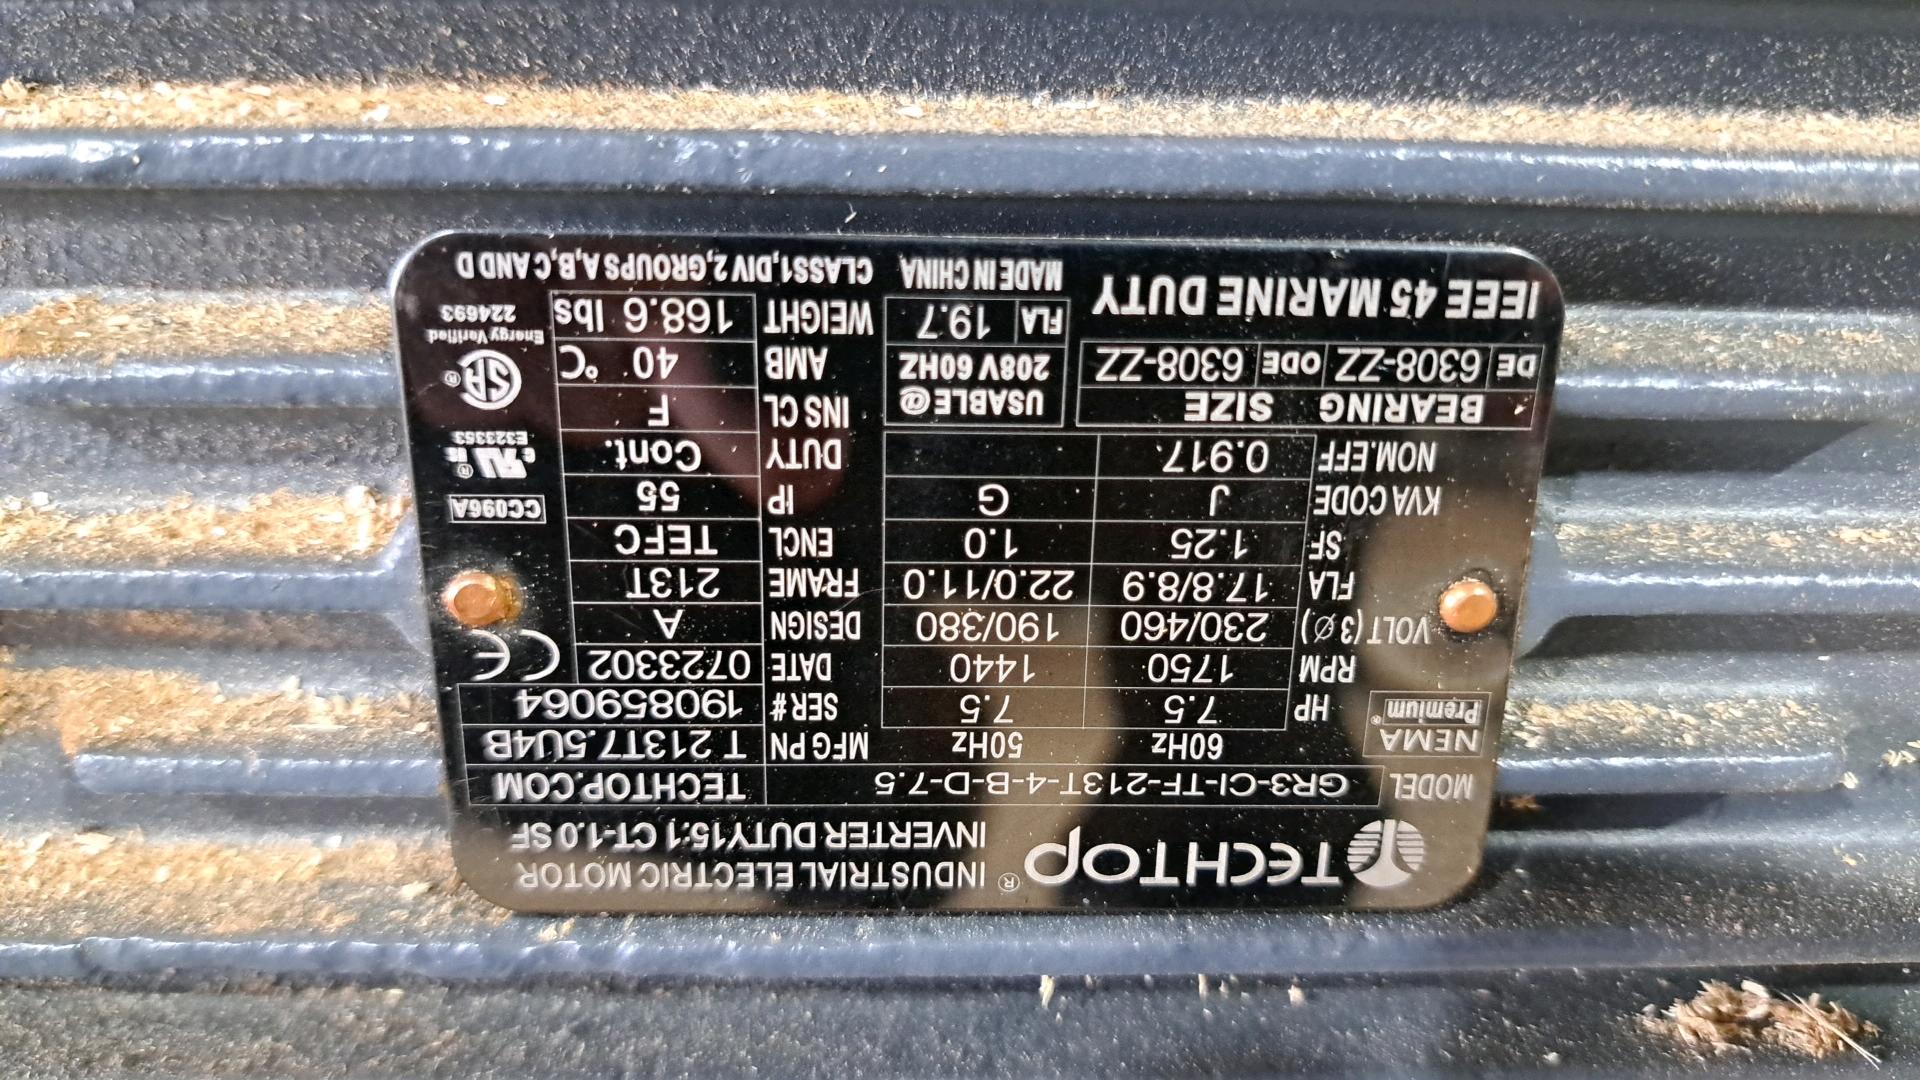 TECHTOP® INDUSTRIAL ELECTRIC MOTOR
INVERTER DUTY15:1 CT-1.0 SF
MODEL GR3-CI-TF-213T-4-B-D-7.5 TECHTOP.COM
NEMA Premium® 60Hz 50Hz MFG PN T 213T7.5U4B
HP 7.5 7.5 SER# 190859064
RPM 1750 1440 DATE 0723302 CE
VOLT(3Ø) 230/460 190/380 DESIGN A
FLA 17.8/8.9 22.0/11.0 FRAME 213T
SF 1.25 1.0 ENCL TEFC
KVA CODE J G IP 55 CC096A
NOM.EFF 0.917 DUTY Cont. c RU US ® E323353
BEARING SIZE USABLE@ INS CL F
DE 6308-ZZ ODE 6308-ZZ 208V 60HZ AMB 40 °C SA®
IEEE 45 MARINE DUTY FLA 19.7 WEIGHT 168.6 lbs Energy Verified
224693
MADE IN CHINA CLASS1,DIV 2,GROUPS A,B,C AND D